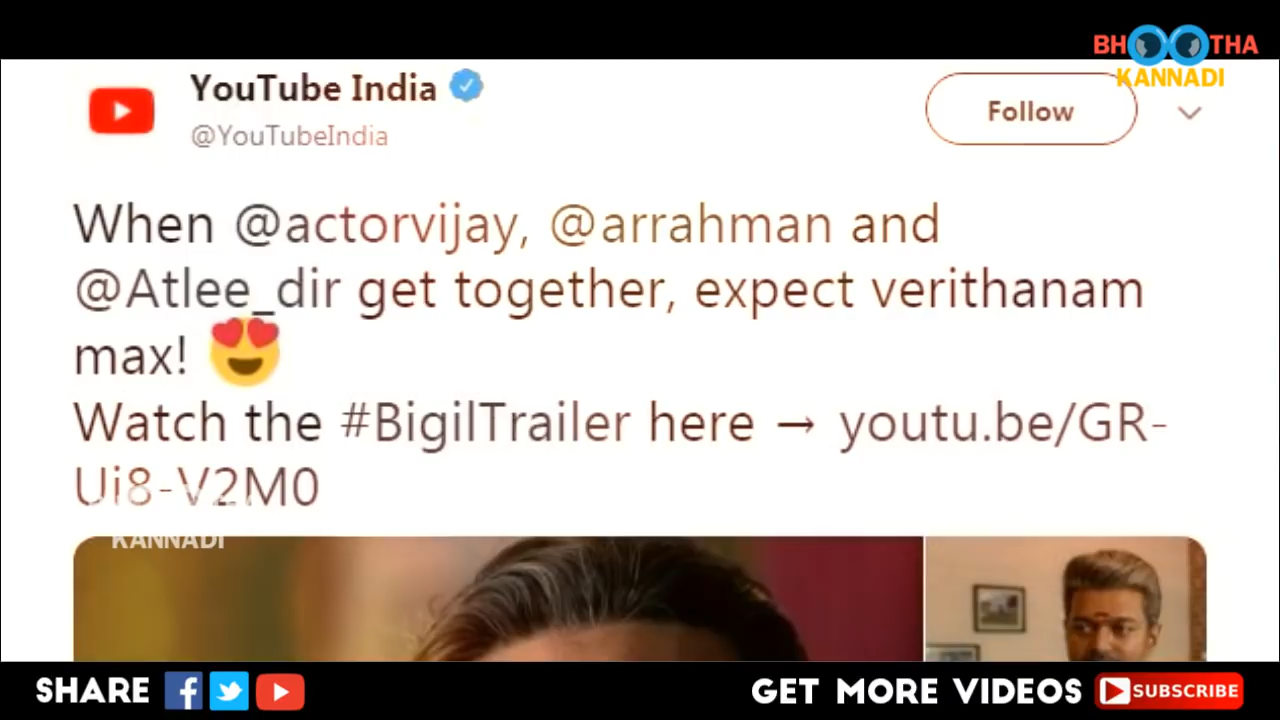 BHOOTHA
KANNADI
YouTube India
@YouTubeIndia
Follow
When @actorvijay, @arrahman and
@Atlee_dir get together, expect verithanam
max! 😍
Watch the #BigilTrailer here → youtu.be/GR-
Ui8-V2M0
KANNADI
SHARE
GET MORE VIDEOS
SUBSCRIBE